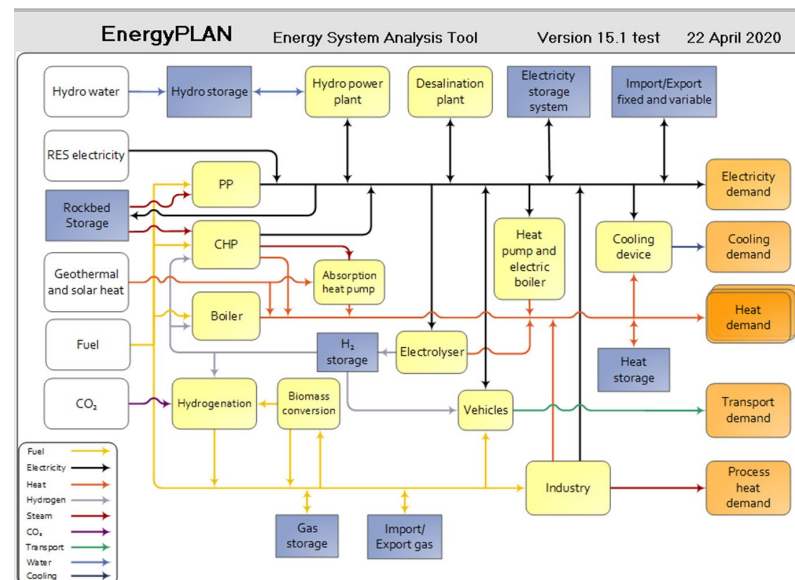 EnergyPLAN Energy System Analysis Tool Version 15.1 test 22 April 2020
Hydro water
Hydro storage
Hydro power
plant
Desalination
plant
Electricity
storage
system
Import/Export
fixed and variable
RES electricity
PP
Electricity
demand
Rockbed
Storage
CHP
Heat
pump and
electric
boiler
Cooling
device
Cooling
demand
Geothermal
and solar heat
Absorption
heat pump
Boiler
Heat
demand
Fuel
H₂
storage
Electrolyser
Heat
storage
CO₂
Hydrogenation
Biomass
conversion
Vehicles
Transport
demand
Industry
Process
heat
demand
Gas
storage
Import/
Export gas
Fuel
Electricity
Heat
Hydrogen
Steam
CO₂
Transport
Water
Cooling